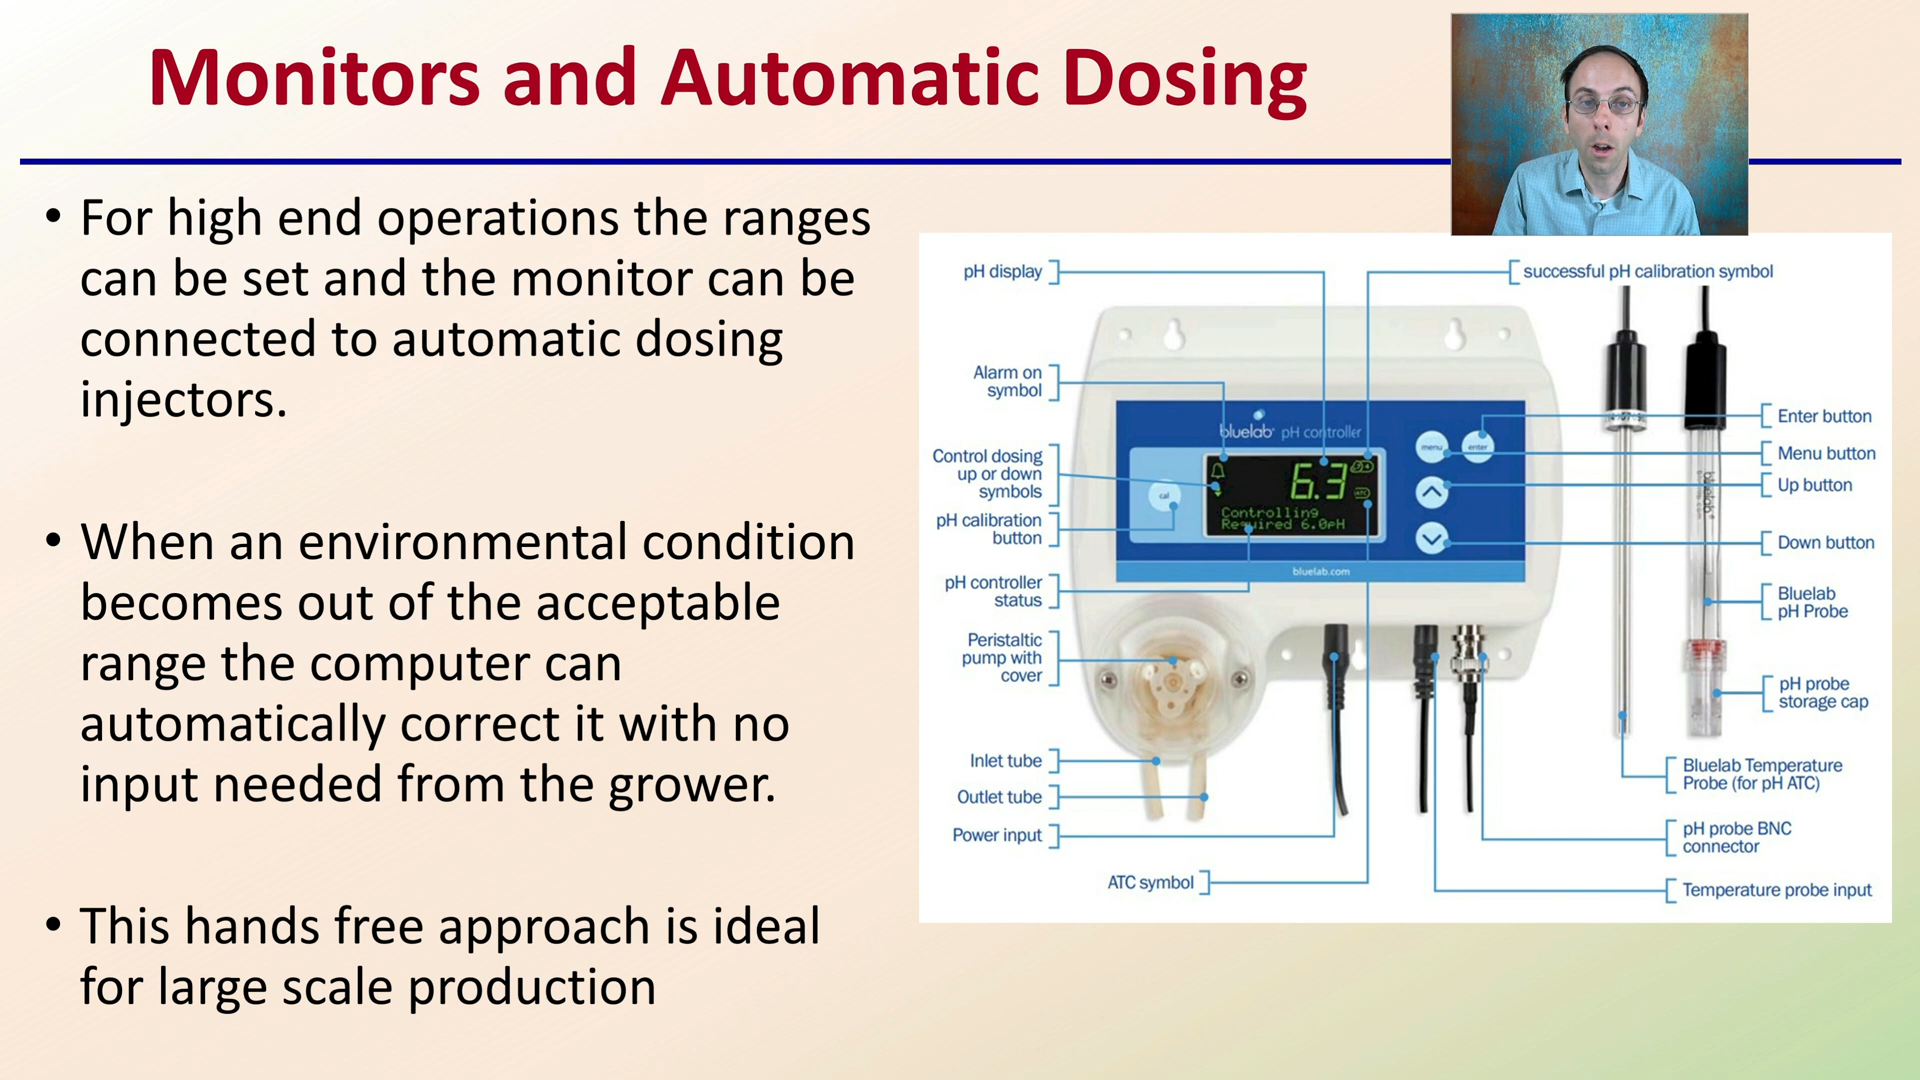 Monitors and Automatic Dosing
• For high end operations the ranges
can be set and the monitor can be
connected to automatic dosing
injectors.
• When an environmental condition
becomes out of the acceptable
range the computer can
automatically correct it with no
input needed from the grower.
• This hands free approach is ideal
for large scale production
pH display
successful pH calibration symbol
Alarm on
symbol
Control dosing
up or down
symbols
pH calibration
button
pH controller
status
Peristaltic
pump with
cover
Inlet tube
Outlet tube
Power input
ATC symbol
bluelab pH controller
cal
6.3
ATC
Controlling
Required 6.0pH
menu
enter
bluelab.com
bluelab
Enter button
Menu button
Up button
Down button
Bluelab
pH Probe
pH probe
storage cap
Bluelab Temperature
Probe (for pH ATC)
pH probe BNC
connector
Temperature probe input